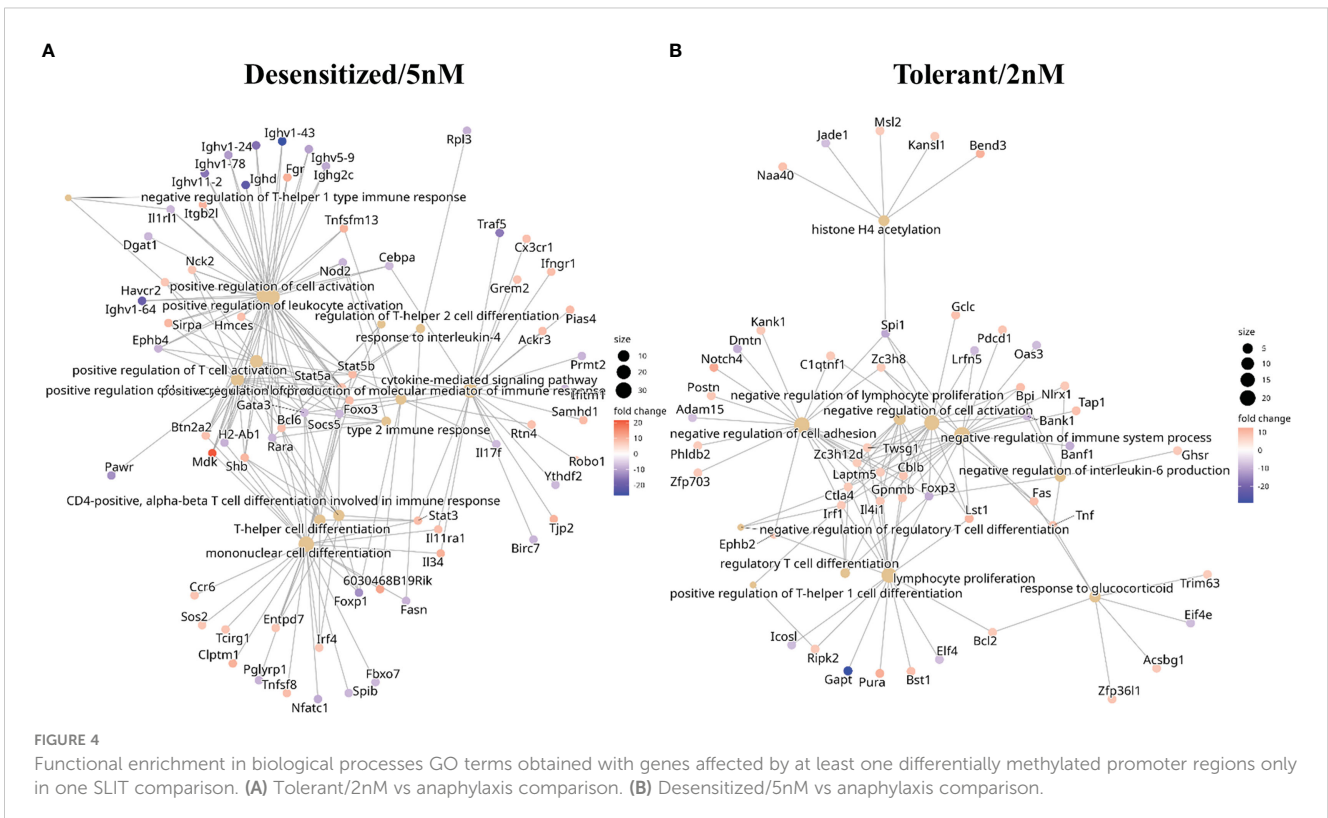 A
B
Desensitized/5nM
Tolerant/2nM
Ighv1-43
Ighv1-24
Ighv5-9
Ighv1-78
Fgr
Ighg2c
Ighv11-2
Ighd
negative regulation of T-helper 1 type immune response
Il1rl1
Itgb2l
Tnfsfm13
Dgat1
Rpl3
Traf5
Cx3cr1
Cebpa
Nck2
Nod2
Ifngr1
positive regulation of cell activation
Grem2
Havcr2
Ighv1-64
positive regulation of leukocyte activation
regulation of T-helper 2 cell differentiation
Pias4
Sirpa
Hmces
response to interleukin-4
Ackr3
Ephb4
Prmt2
positive regulation of T cell activation
Stat5b
Stat5a
cytokine-mediated signaling pathway
positive regulation of production of molecular mediator of immune response
Ifitm1
Gata3
Foxo3
Samhd1
Btn2a2
Bcl6
Socs5
type 2 immune response
Rtn4
H2-Ab1
Rara
Il17f
Robo1
Pawr
Mdk
Shb
Ythdf2
CD4-positive, alpha-beta T cell differentiation involved in immune response
Stat3
T-helper cell differentiation
Tjp2
Il11ra1
Birc7
mononuclear cell differentiation
Il34
Ccr6
6030468B19Rik
Foxp1
Fasn
Sos2
Entpd7
Tcirg1
Irf4
Clptm1
Pglyrp1
Fbxo7
Tnfsf8
Spib
Nfatc1
size
10
20
30
fold change
20
10
0
-10
-20
Msl2
Jade1
Kansl1
Bend3
Naa40
histone H4 acetylation
Gclc
Kank1
Spi1
Pdcd1
Dmtn
Zc3h8
Oas3
Notch4
C1qtnf1
Lrfn5
Postn
negative regulation of lymphocyte proliferation
Bpi
Nlrx1
Tap1
Adam15
negative regulation of cell activation
Bank1
negative regulation of cell adhesion
negative regulation of immune system process
Phldb2
Zc3h12d
Twsg1
Banf1
Ghsr
Zfp703
Laptm5
Cblb
negative regulation of interleukin-6 production
Ctla4
Gpnmb
Foxp3
Fas
Irf1
Il4i1
Lst1
Tnf
negative regulation of regulatory T cell differentiation
Ephb2
regulatory T cell differentiation
lymphocyte proliferation
response to glucocorticoid
Trim63
positive regulation of T-helper 1 cell differentiation
Icosl
Bcl2
Eif4e
Ripk2
Elf4
Gapt
Pura
Bst1
Acsbg1
Zfp36l1
size
5
10
15
20
fold change
10
0
-10
-20
FIGURE 4
Functional enrichment in biological processes GO terms obtained with genes affected by at least one differentially methylated promoter regions only
in one SLIT comparison. (A) Tolerant/2nM vs anaphylaxis comparison. (B) Desensitized/5nM vs anaphylaxis comparison.